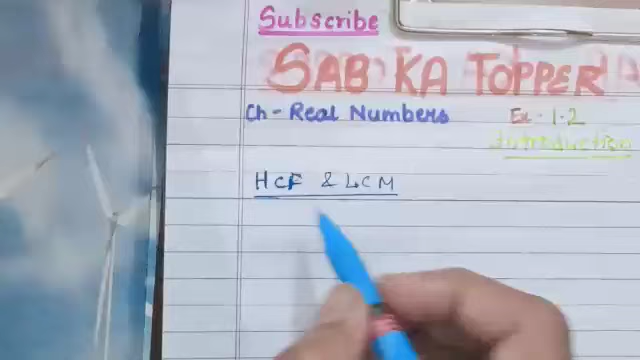 Subscribe
SAB KA TOPPER
Ch - Real Numbers
Ex - 1.2
Introduction
HCF & LCM